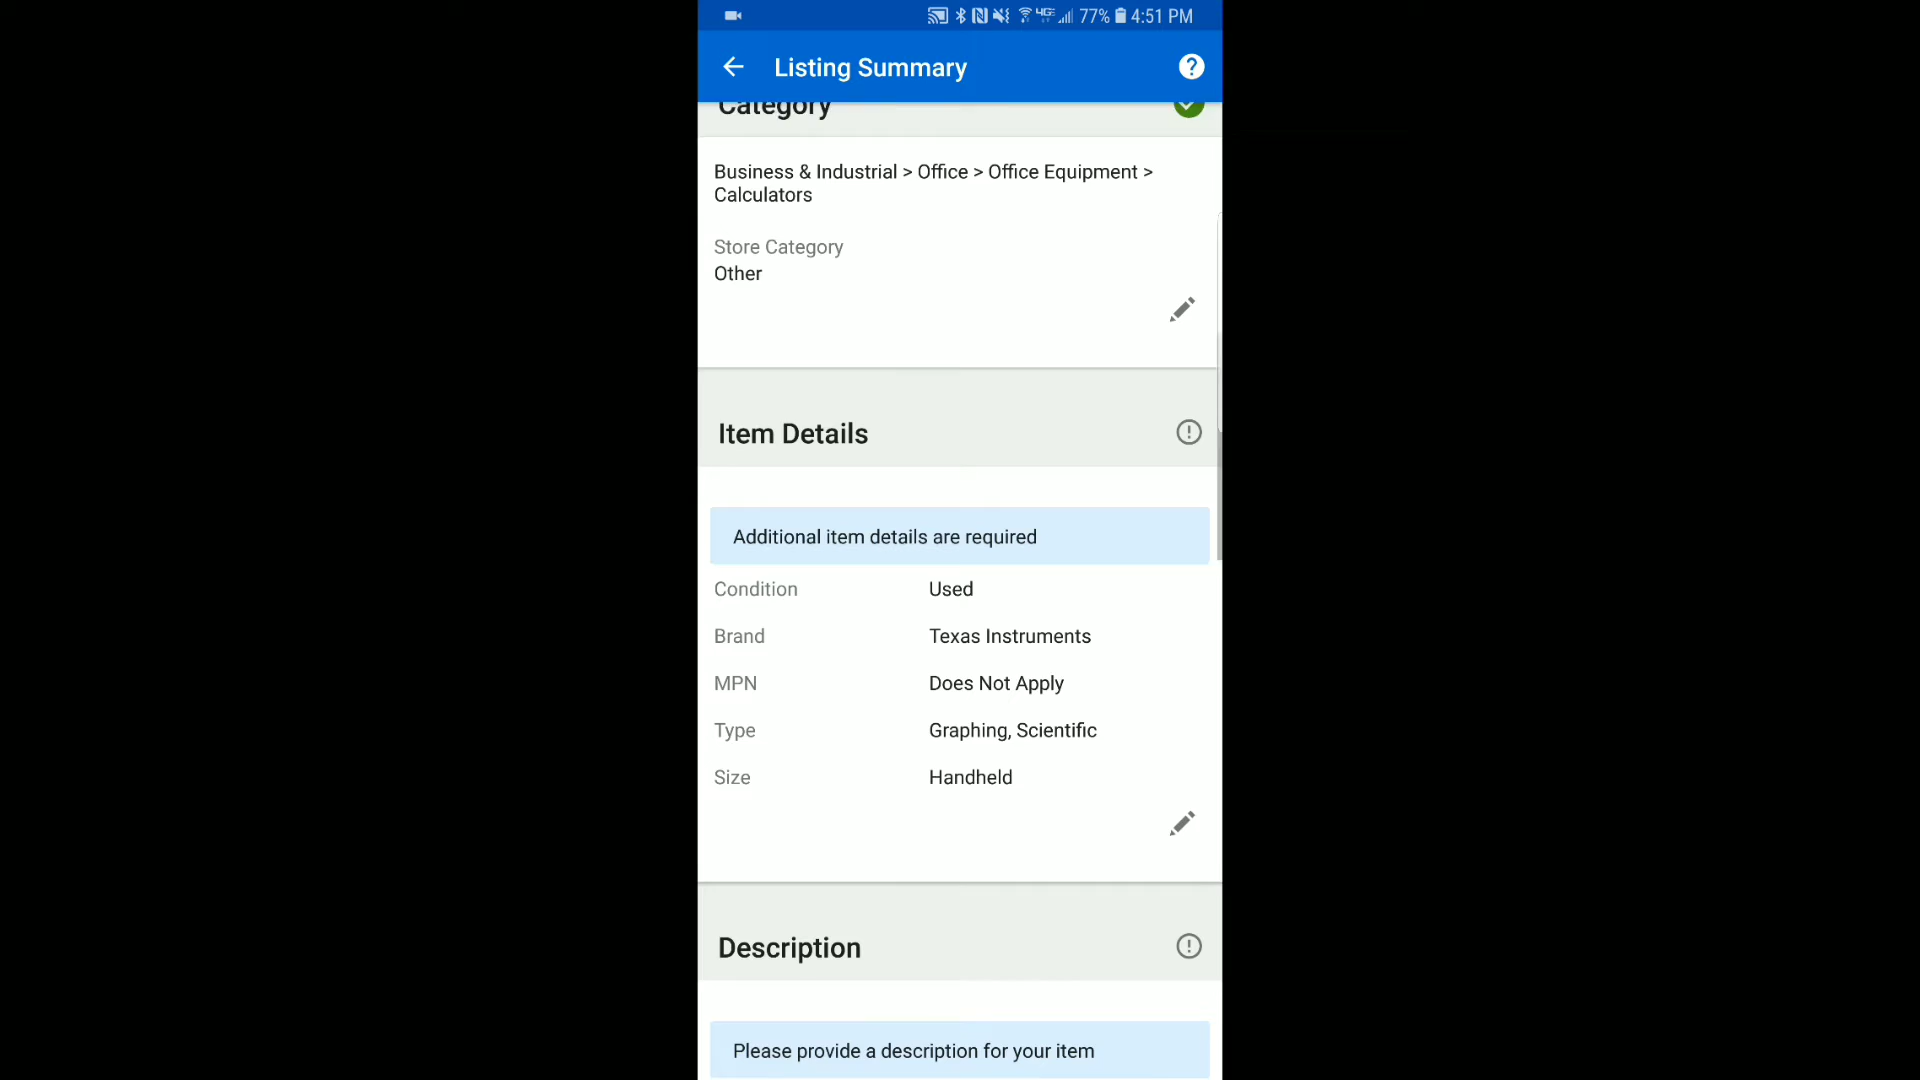 77% 4:51 PM
Listing Summary
Category
Business & Industrial > Office > Office Equipment >
Calculators
Store Category
Other
Item Details
Additional item details are required
Condition Used
Brand Texas Instruments
MPN Does Not Apply
Type Graphing, Scientific
Size Handheld
Description
Please provide a description for your item